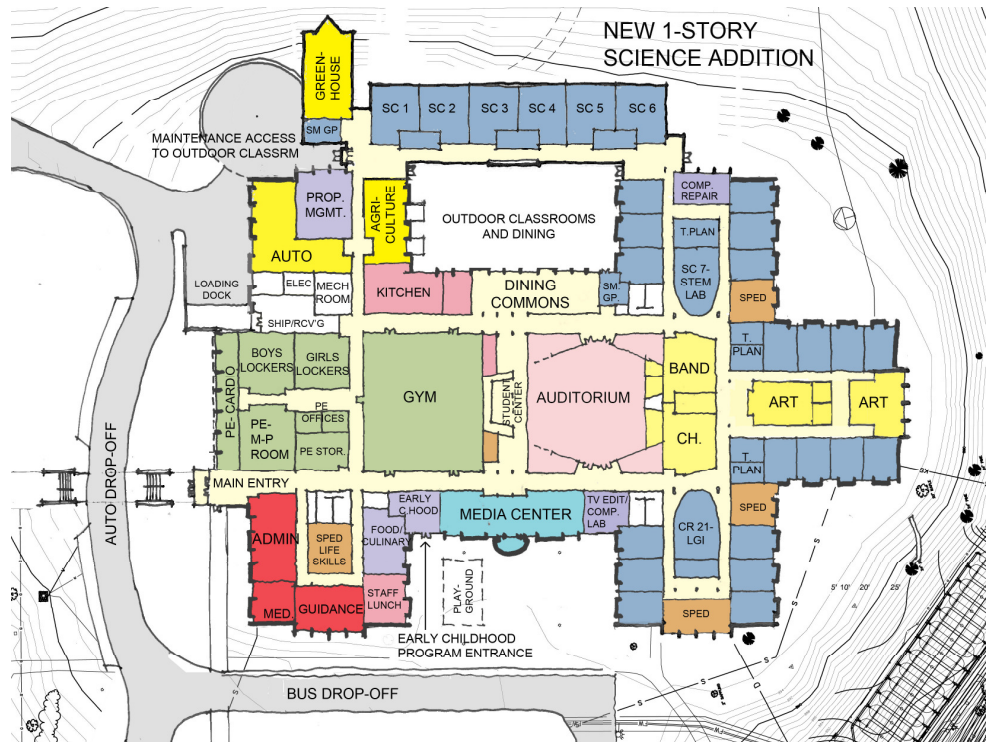 NEW 1-STORY
SCIENCE ADDITION
GREEN-
HOUSE
SM GP
SC 1
SC 2
SC 3
SC 4
SC 5
SC 6
MAINTENANCE ACCESS
TO OUTDOOR CLASSRM
PROP.
MGMT.
AGRI-
CULTURE
COMP.
REPAIR
OUTDOOR CLASSROOMS
AND DINING
T.PLAN
AUTO
SC 7-
STEM
LAB
LOADING
DOCK
ELEC
MECH
ROOM
KITCHEN
DINING
COMMONS
SM.
GP.
SPED
SHIP/RCV'G
T.
PLAN
BOYS
LOCKERS
GIRLS
LOCKERS
PE- CARDIO
GYM
STUDENT
CENTER
AUDITORIUM
BAND
ART
ART
PE
OFFICES
PE-
M-P
ROOM
PE STOR.
CH.
T.
PLAN
MAIN ENTRY
AUTO DROP-OFF
ADMIN
SPED
LIFE
SKILLS
FOOD/
CULINARY
EARLY
C.HOOD
MEDIA CENTER
TV EDIT/
COMP.
LAB
CR 21-
LGI
SPED
MED
GUIDANCE
STAFF
LUNCH
PLAY-
GROUND
SPED
5' 10' 20' 25'
EARLY CHILDHOOD
PROGRAM ENTRANCE
BUS DROP-OFF
S
S
S
S
S
D